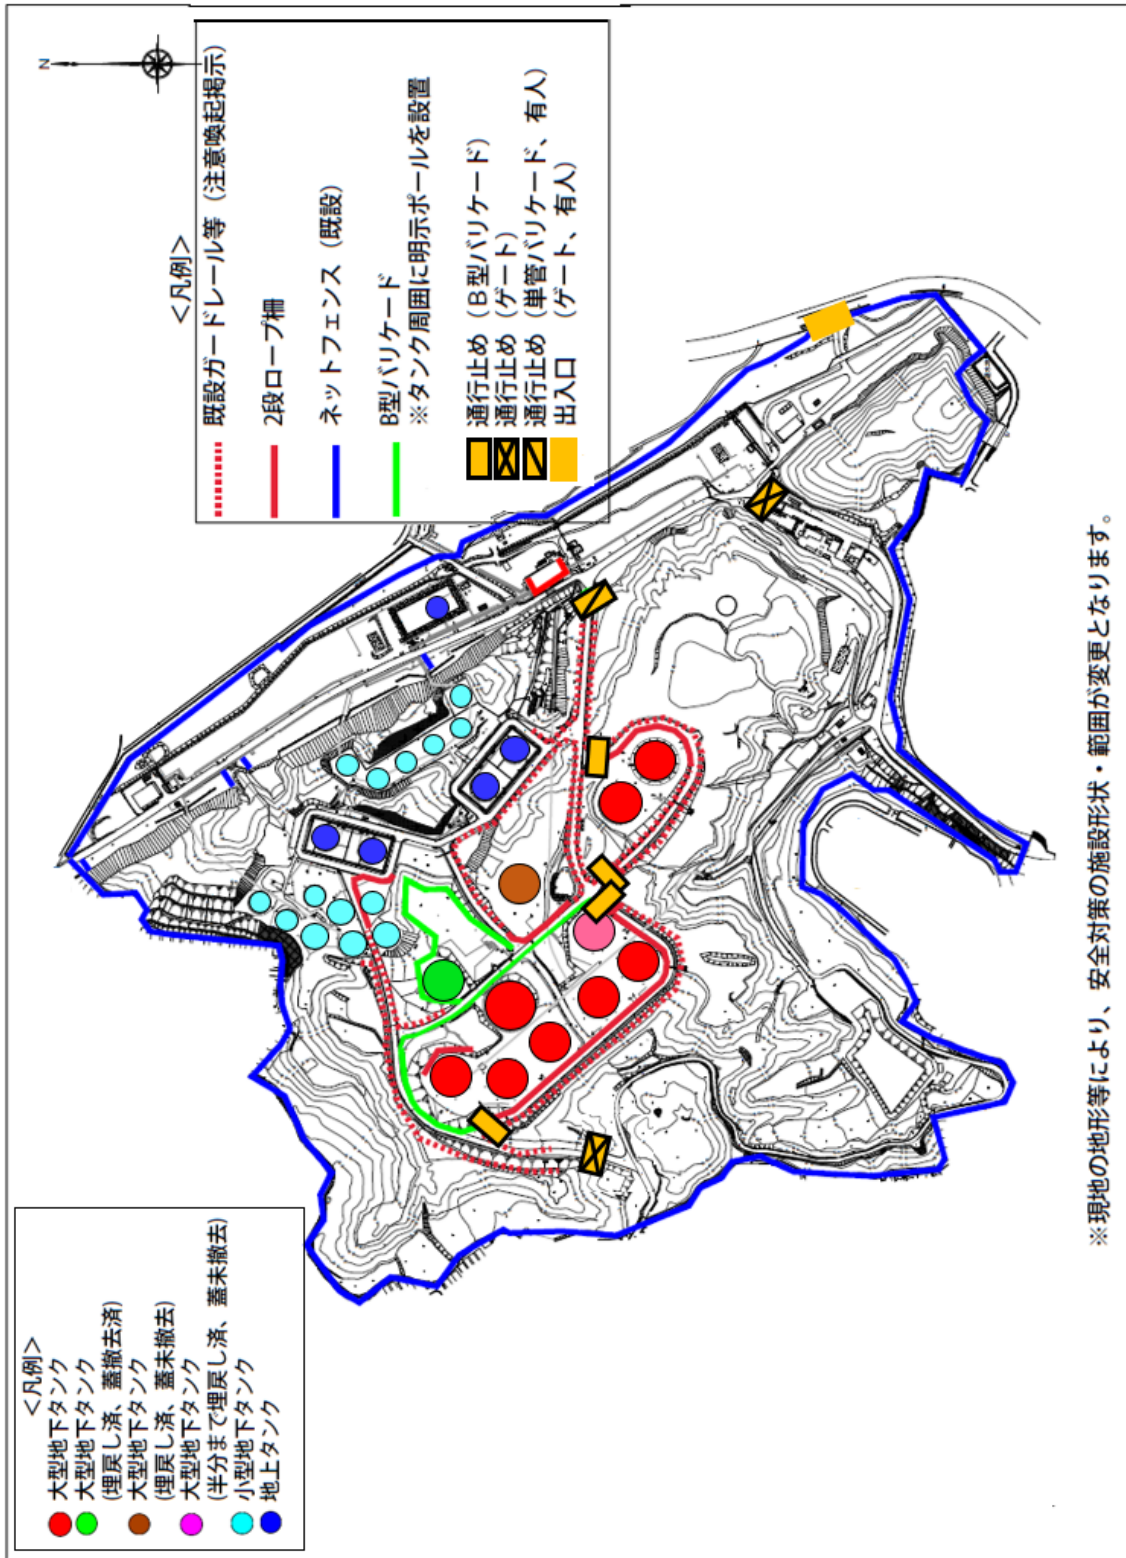 N
<凡例>
既設ガードレール等（注意喚起掲示）
2段ロープ柵
ネットフェンス（既設）
B型バリケード
※タンク周囲に明示ポールを設置
通行止め（B型バリケード）
通行止め（ゲート）
通行止め（単管バリケード、有人）
出入口　（ゲート、有人）
<凡例>
大型地下タンク
大型地下タンク
(埋戻し済、蓋撤去済)
大型地下タンク
(埋戻し済、蓋未撤去)
大型地下タンク
(半分まで埋戻し済、蓋未撤去)
小型地下タンク
地上タンク
※現地の地形等により、安全対策の施設形状・範囲が変更となります。